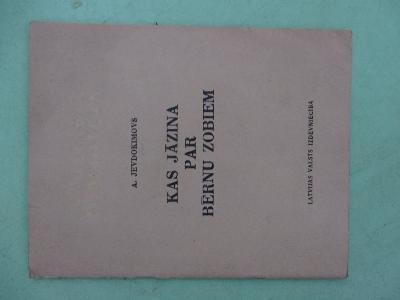 A. JEVDOKIMOVS
KAS JĀZINA
PAR
BĒRNU ZOBIEM
LATVIJAS VALSTS IZDEVNIECĪBA